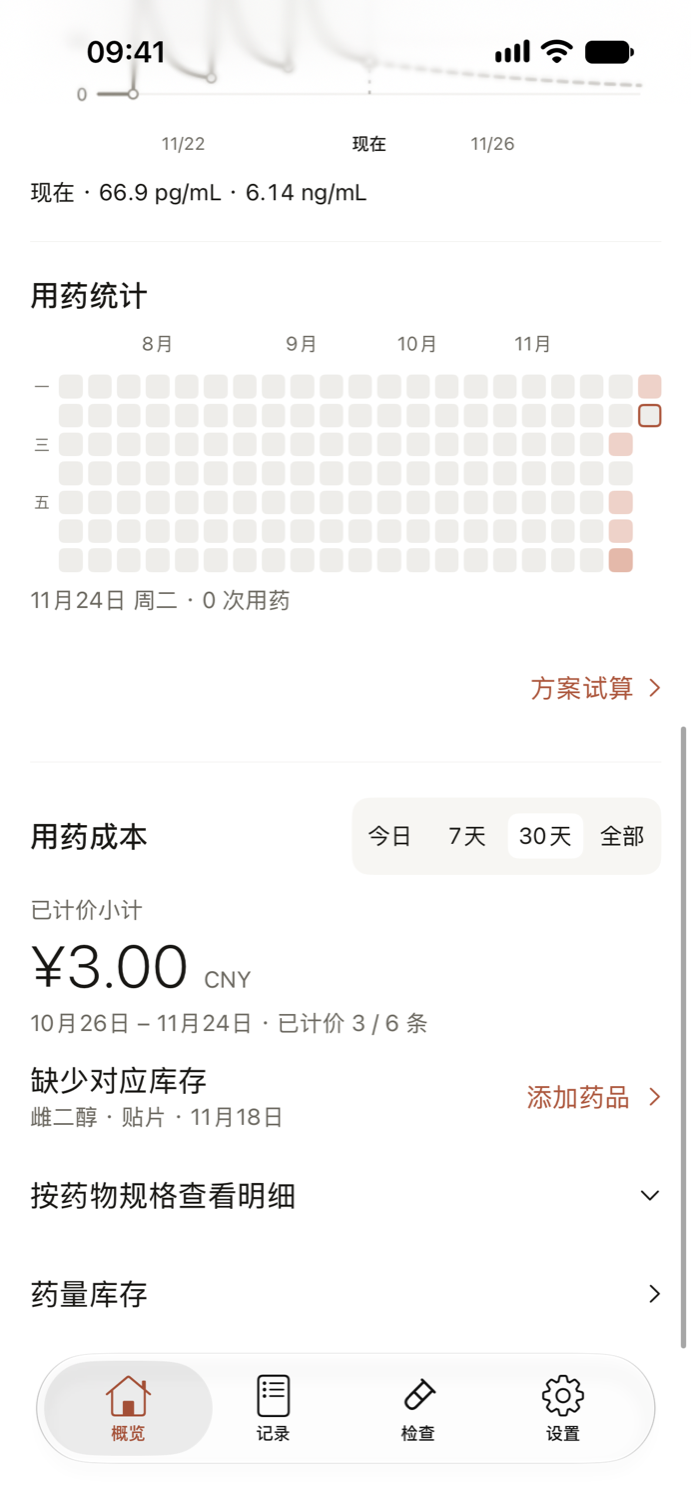 09:41
0
11/22 现在 11/26
现在 · 66.9 pg/mL · 6.14 ng/mL
用药统计
8月 9月 10月 11月
一
三
五
11月24日 周二 · 0 次用药
方案试算
用药成本
今日 7天 30天 全部
已计价小计
¥3.00 CNY
10月26日 – 11月24日 · 已计价 3 / 6 条
缺少对应库存
添加药品
雌二醇 · 贴片 · 11月18日
按药物规格查看明细
药量库存
概览 记录 检查 设置